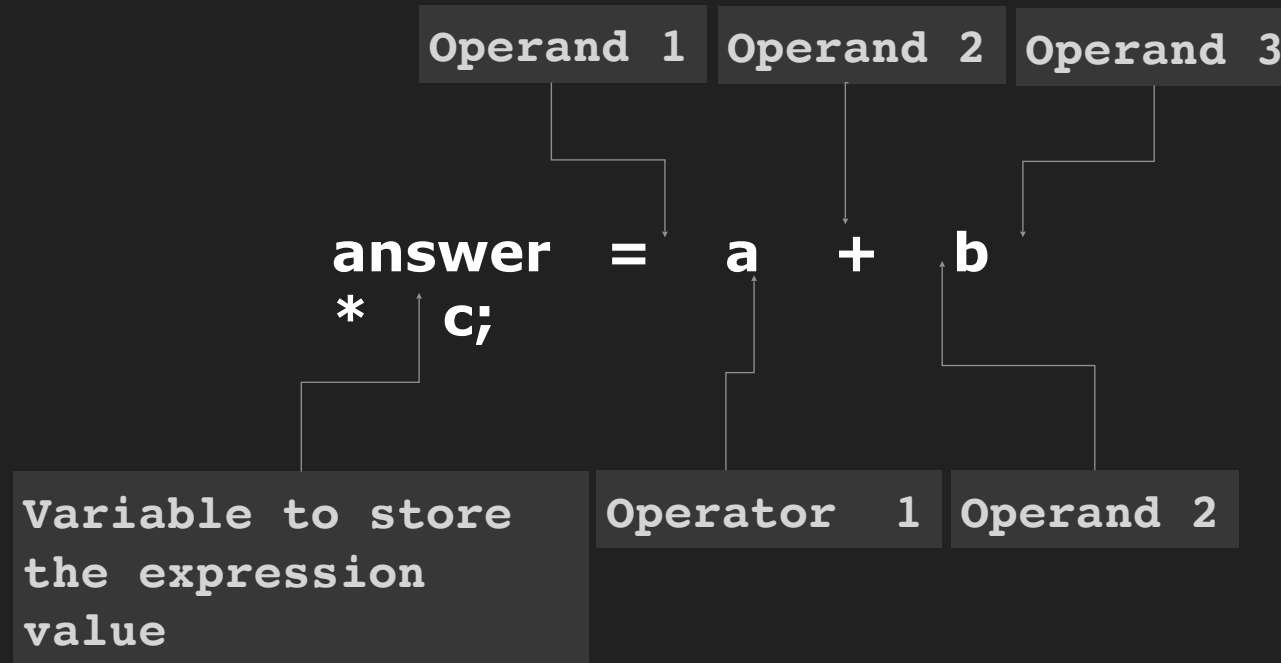 Operand 1 Operand 2 Operand 3
answer = a + b
* c;
Variable to store
the expression
value
Operator 1
Operand 2